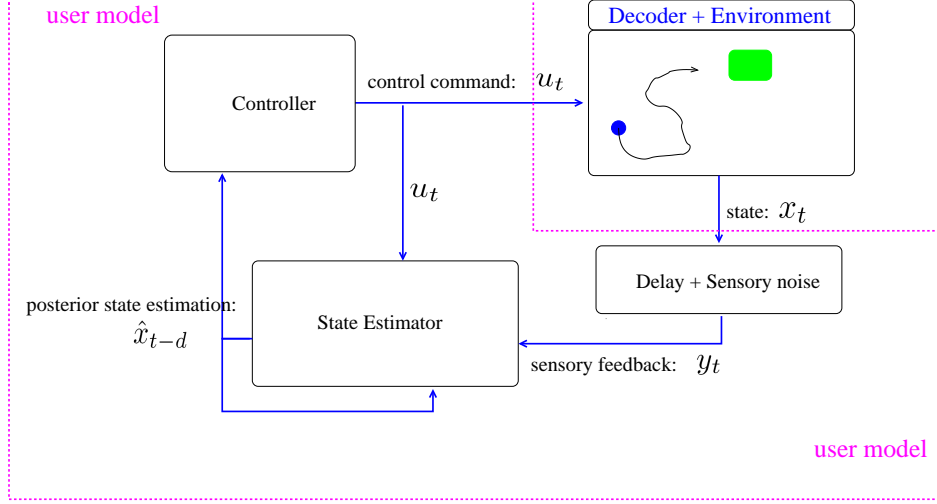 user model
Decoder + Environment
Controller
control command: u_t
u_t
state: x_t
Delay + Sensory noise
posterior state estimation:
x̂_{t−d}
State Estimator
sensory feedback: y_t
user model